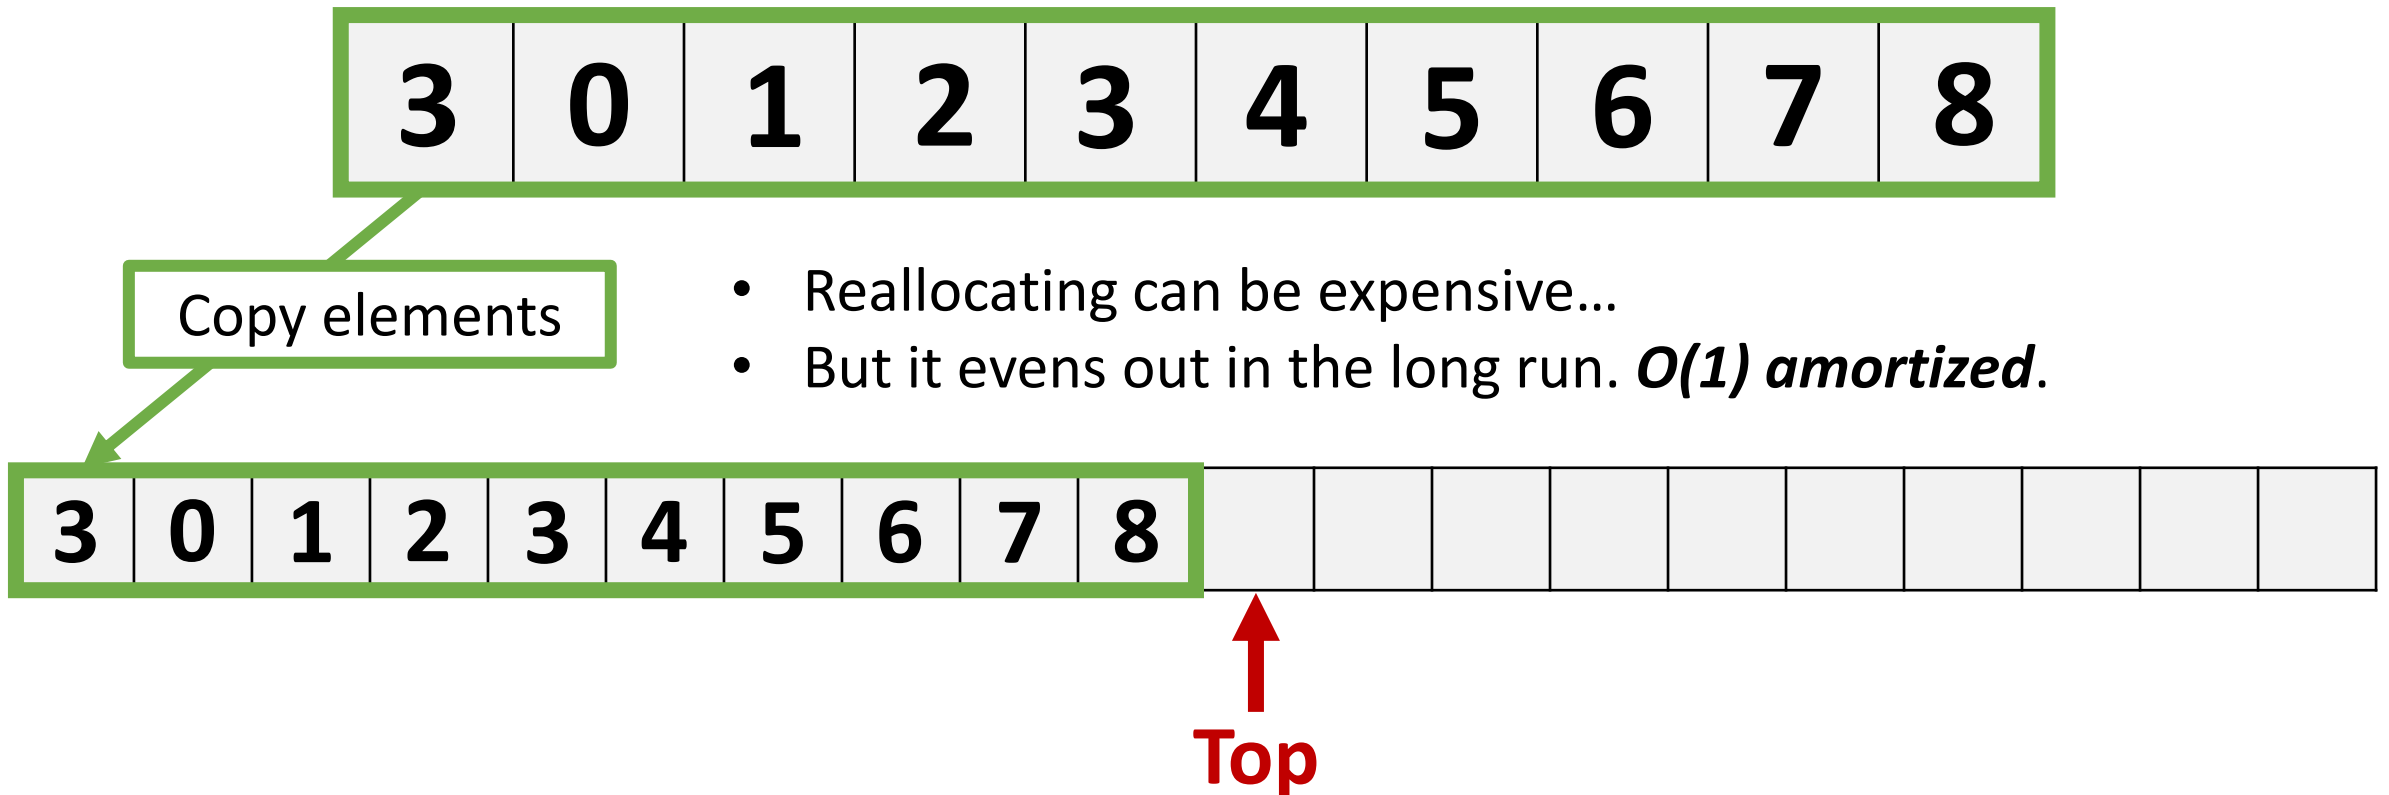 3 0 1 2 3 4 5 6 7 8
Copy elements
• Reallocating can be expensive…
• But it evens out in the long run. O(1) amortized.
3 0 1 2 3 4 5 6 7 8
Top